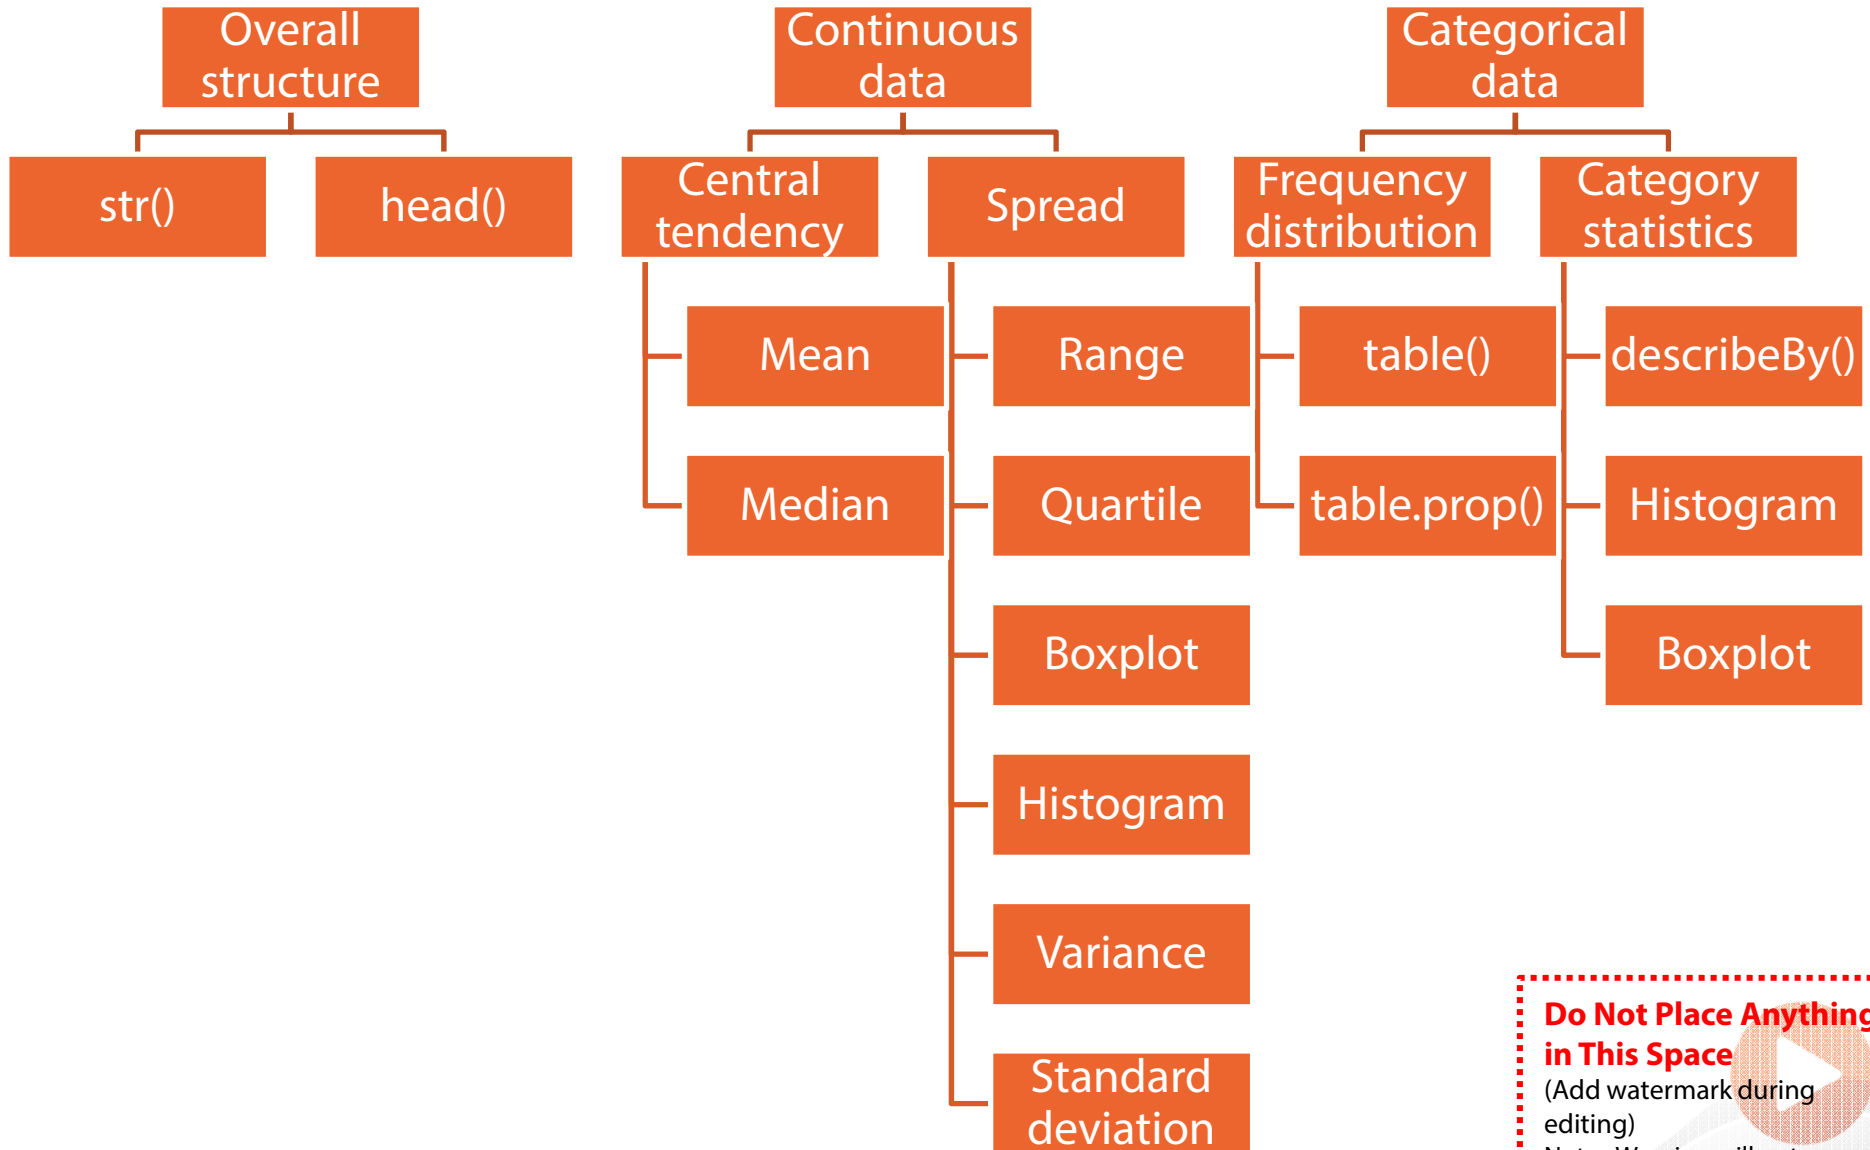 Overall
structure
str()
head()
Continuous
data
Central
tendency
Mean
Median
Spread
Range
Quartile
Boxplot
Histogram
Variance
Standard
deviation
Categorical
data
Frequency
distribution
table()
table.prop()
Category
statistics
describeBy()
Histogram
Boxplot
Do Not Place Anything
in This Space
(Add watermark during
editing)